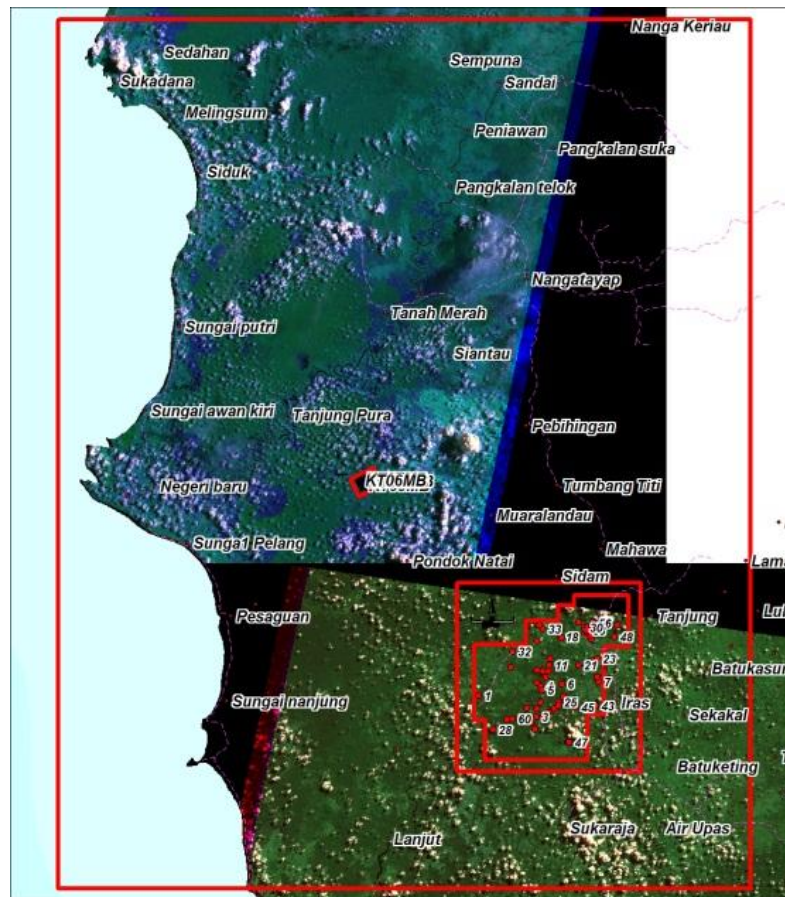 Nanga Keriau
Sedahan
Sempuna
Sukadana
Sandai
Melingsum
Peniawan
Pangkalan suka
Siduk
Pangkalan telok
Nangatayap
Tanah Merah
Sungai putri
Siantau
Sungai awan kiri
Tanjung Pura
Pebihingan
KT06MB
Negeri baru
Tumbang Titi
Muaralandau
Sunga1 Pelang
Mahawa
Pondok Natai
Sidam
Pesaguan
Tanjung
33
30
6
18
48
32
11
21
23
Batukasun
1
5
6
7
Sungai nanjung
25
45
43
Iras
Sekakal
28
60
3
47
Batuketing
Sukaraja
Air Upas
Lanjut